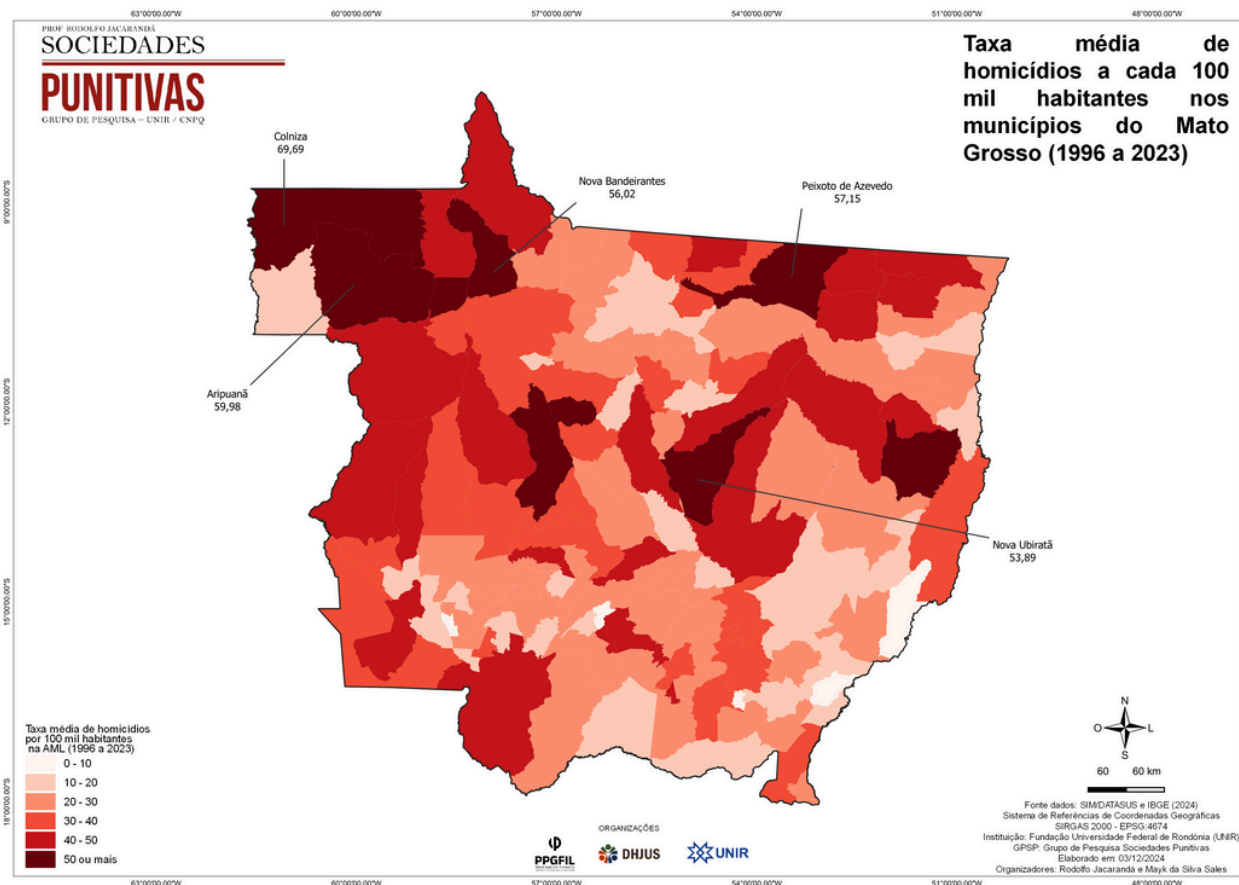 63°00'00.00"W 60°00'00.00"W 57°00'00.00"W 54°00'00.00"W 51°00'00.00"W 48°00'00.00"W
PROF RODOLFO JACARANDÁ
SOCIEDADES
PUNITIVAS
GRUPO DE PESQUISA – UNIR / CNPQ
Taxa média de
homicídios a cada 100
mil habitantes nos
municípios do Mato
Grosso (1996 a 2023)
Colniza
69,69
Nova Bandeirantes
56,02
Peixoto de Azevedo
57,15
9°00'00.00"S
Aripuanã
59,98
12°00'00.00"S
Nova Ubiratã
53,89
15°00'00.00"S
18°00'00.00"S
Taxa média de homicídios
por 100 mil habitantes
na AML (1996 a 2023)
0 - 10
10 - 20
20 - 30
30 - 40
40 - 50
50 ou mais
N
O L
S
60 60 km
Fonte dados: SIM/DATASUS e IBGE (2024)
Sistema de Referências de Coordenadas Geográficas
SIRGAS 2000 - EPSG:4674
Instituição: Fundação Universidade Federal de Rondônia (UNIR)
GPSP: Grupo de Pesquisa Sociedades Punitivas
Elaborado em: 03/12/2024
Organizadores: Rodolfo Jacarandá e Mayk da Silva Sales
ORGANIZAÇÕES
PPGFIL
DHJUS
UNIR
63°00'00.00"W 60°00'00.00"W 57°00'00.00"W 54°00'00.00"W 51°00'00.00"W 48°00'00.00"W